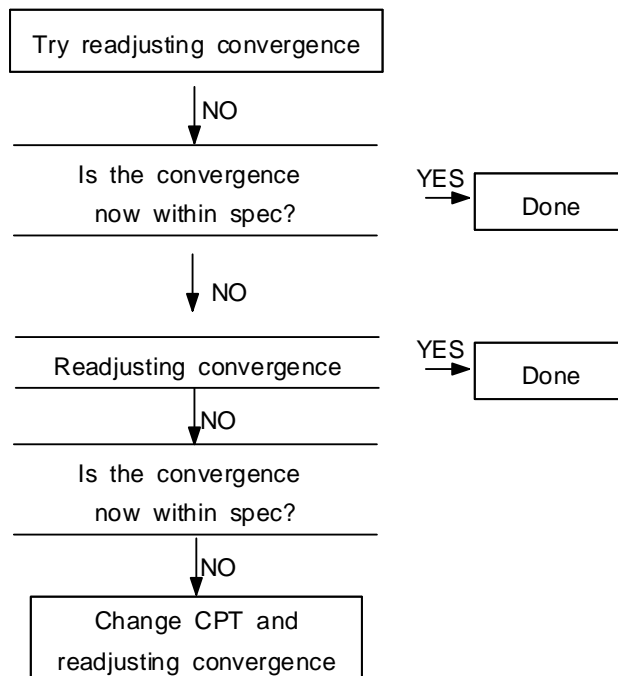 Try readjusting convergence
NO
Is the convergence
now within spec?
YES
Done
NO
Readjusting convergence
YES
Done
NO
Is the convergence
now within spec?
NO
Change CPT and
readjusting convergence